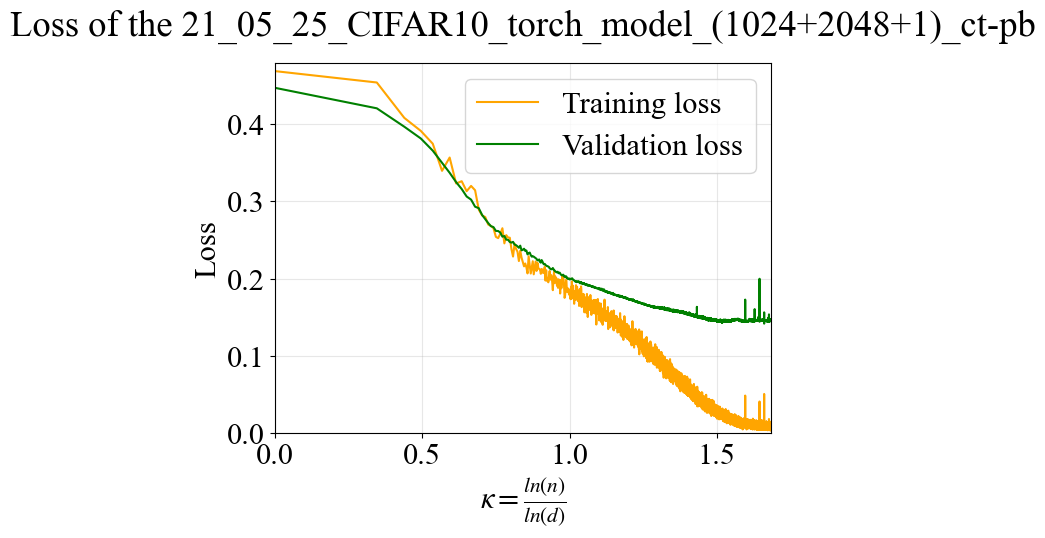 Loss of the 21_05_25_CIFAR10_torch_model_(1024+2048+1)_ct-pb
Training loss
Validation loss
Loss
0.4
0.3
0.2
0.1
0.0
0.0 0.5 1.0 1.5
κ = ln(n) / ln(d)